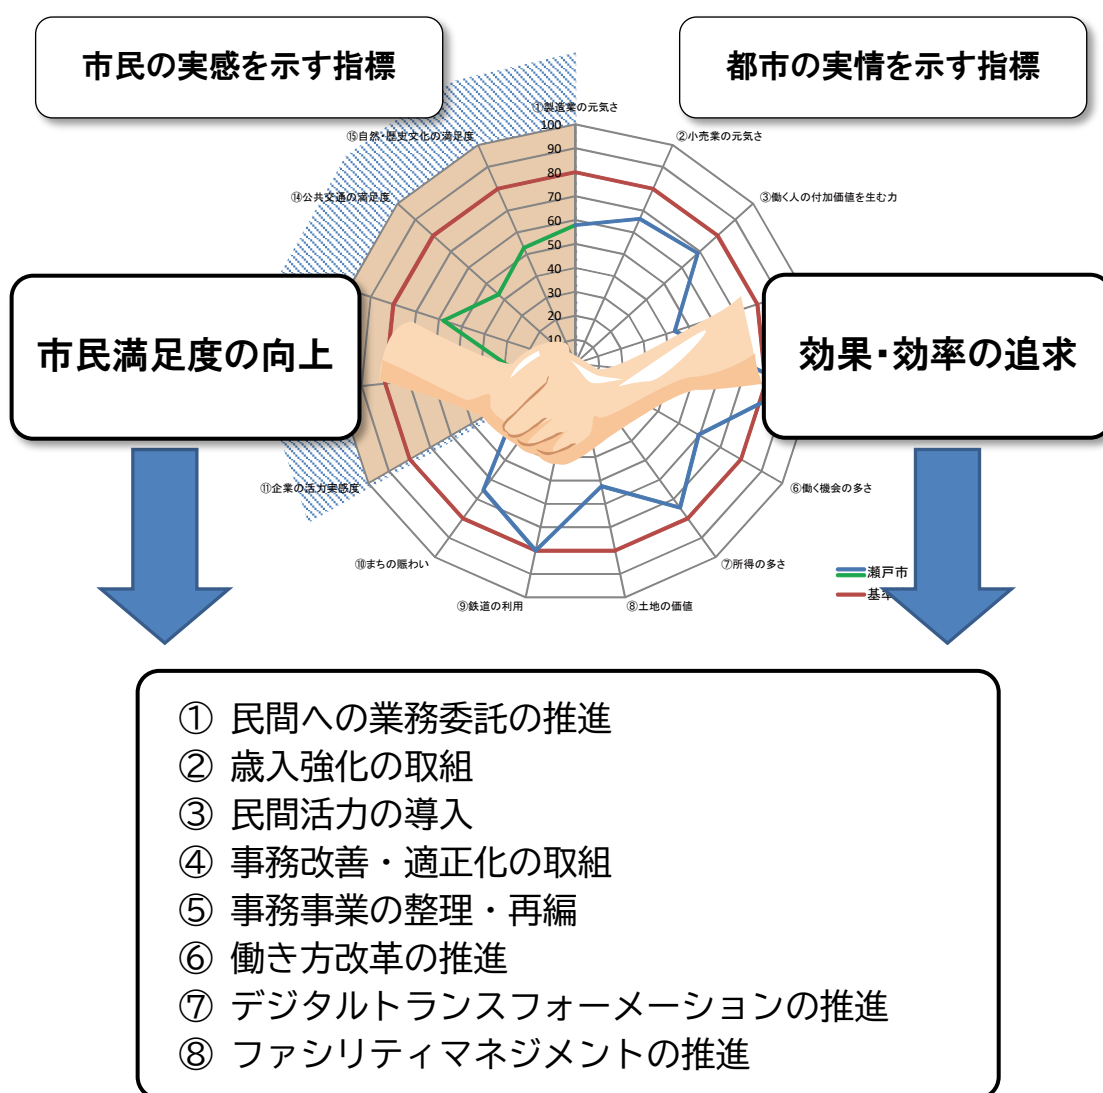 市民の実感を示す指標
都市の実情を示す指標
①製造業の元気さ
②小売業の元気さ
③働く人の付加価値を生む力
⑥働く機会の多さ
⑦所得の多さ
⑧土地の価値
⑨鉄道の利用
⑩まちの賑わい
⑪企業の活力実感度
⑭公共交通の満足度
⑮自然・歴史文化の満足度
100
90
80
70
60
50
40
30
20
10
市民満足度の向上
効果・効率の追求
瀬戸市
基準
① 民間への業務委託の推進
② 歳入強化の取組
③ 民間活力の導入
④ 事務改善・適正化の取組
⑤ 事務事業の整理・再編
⑥ 働き方改革の推進
⑦ デジタルトランスフォーメーションの推進
⑧ ファシリティマネジメントの推進